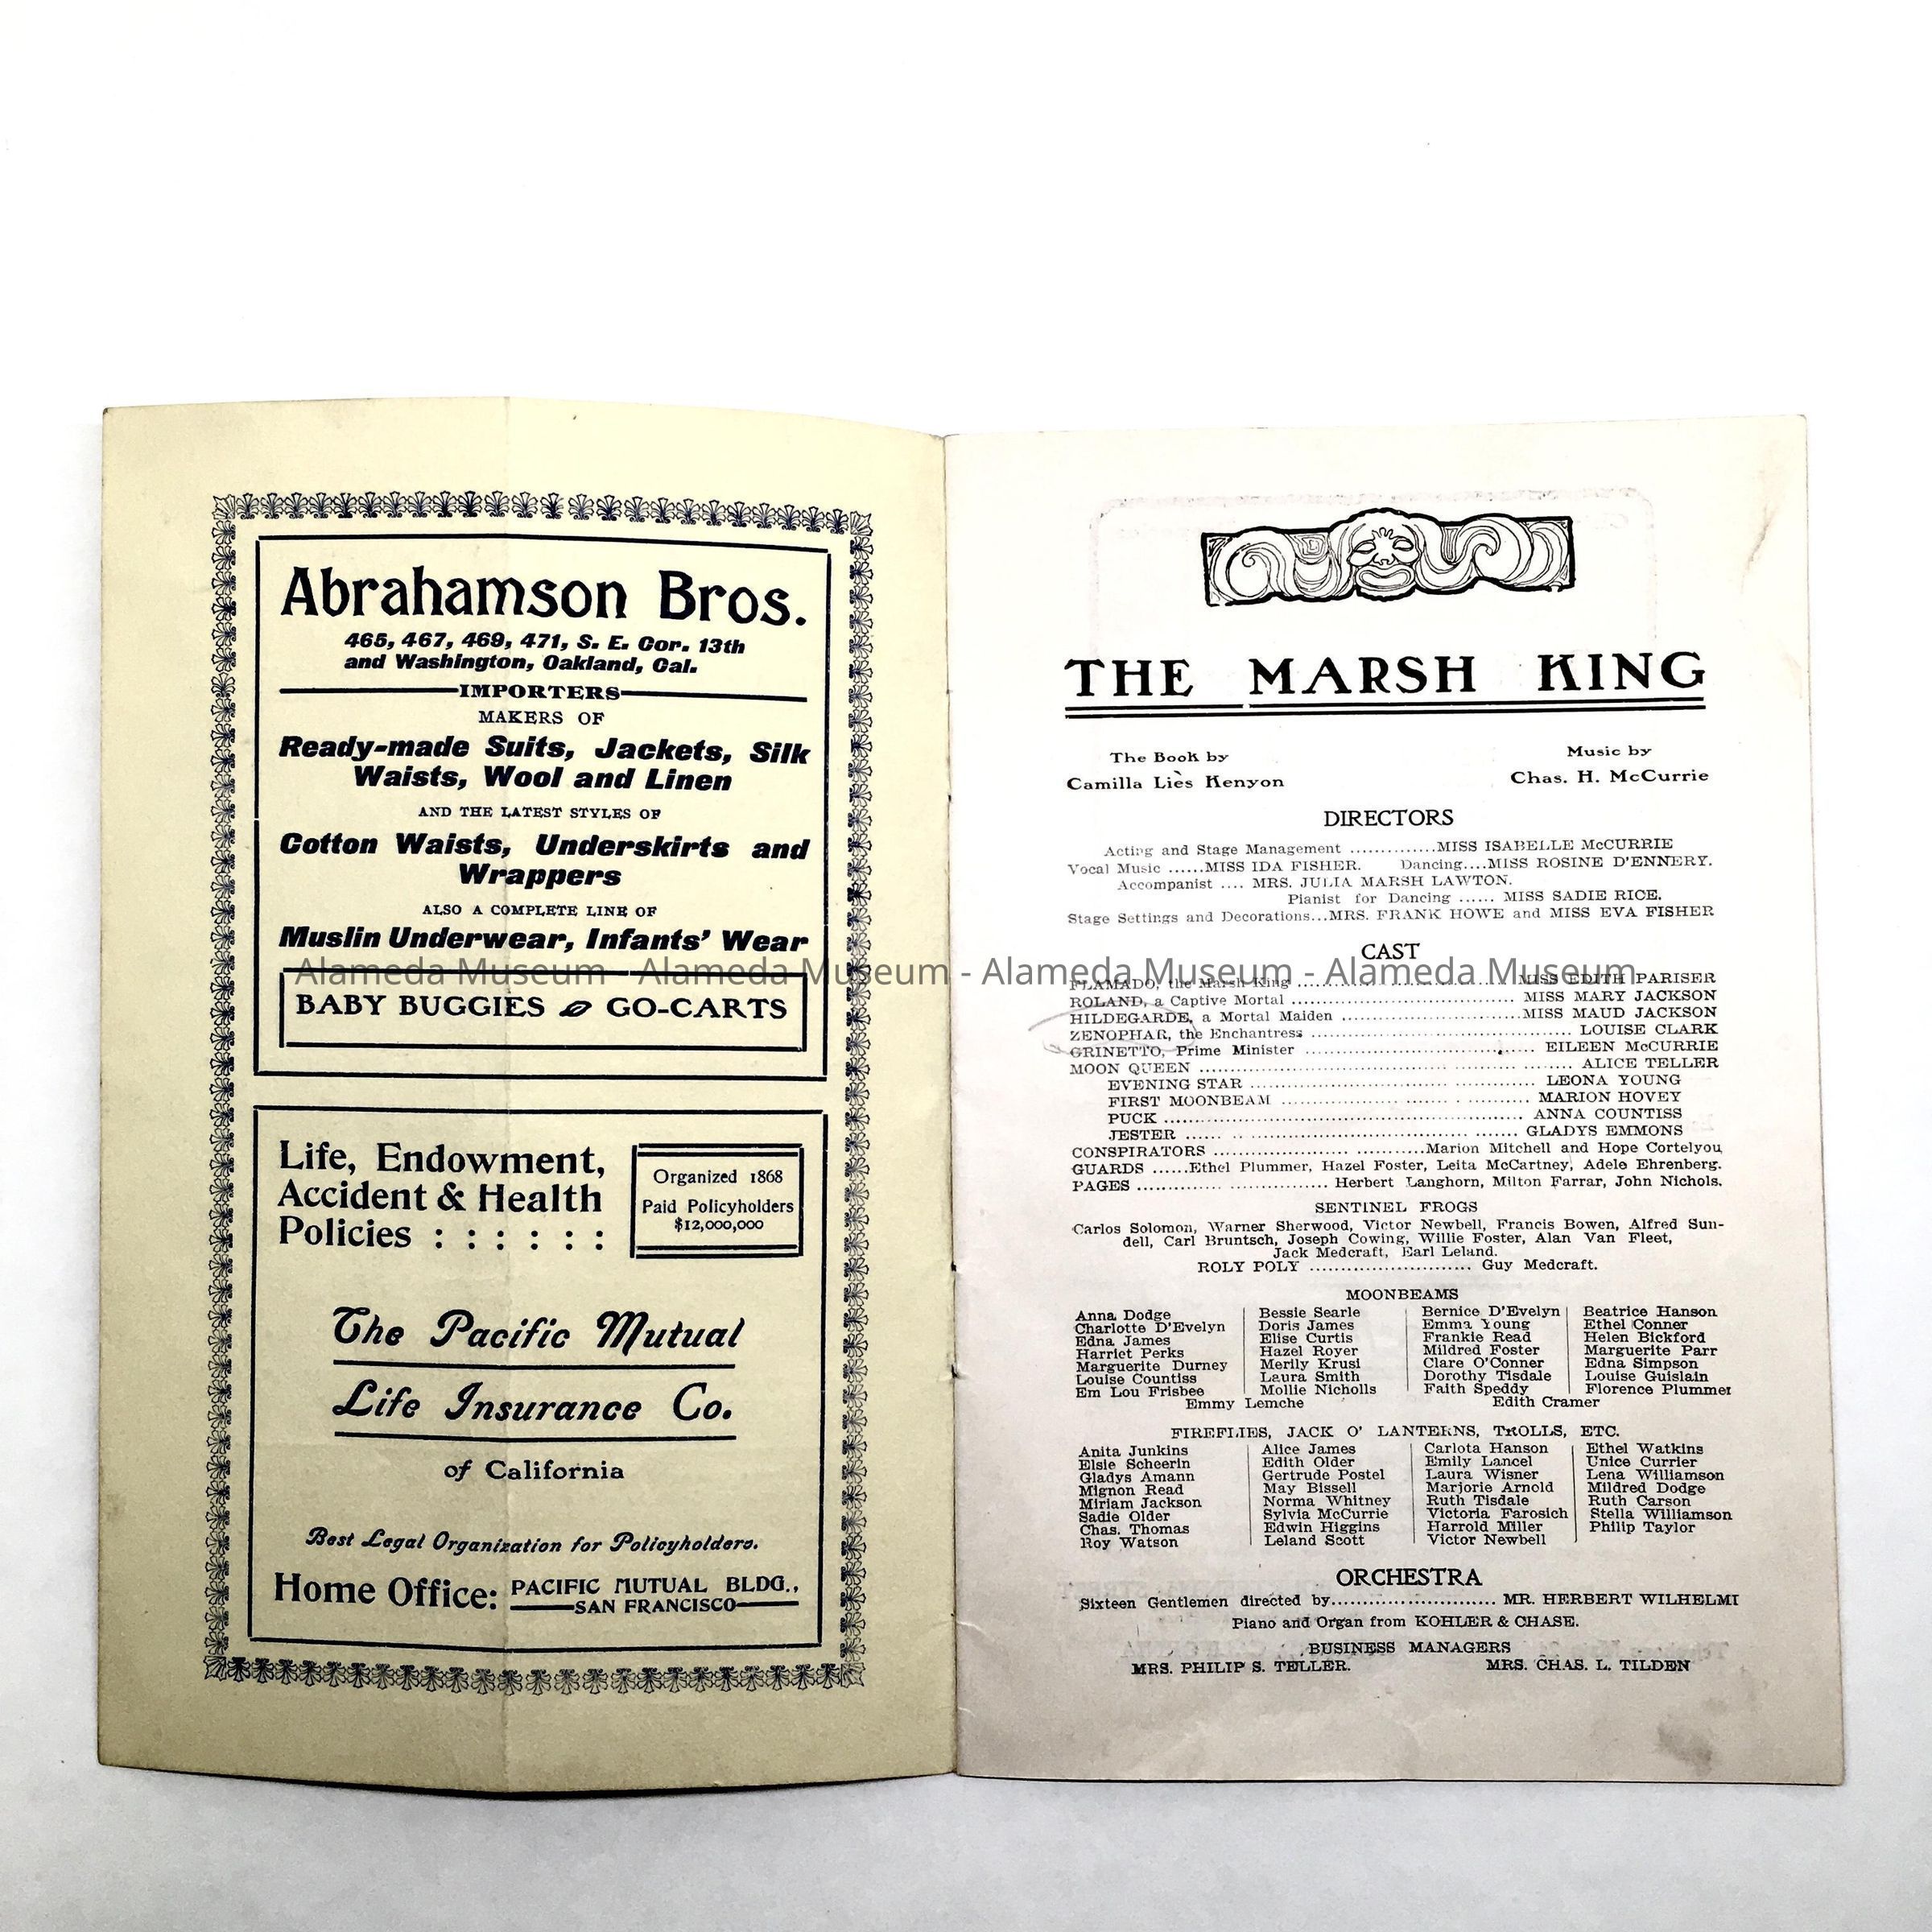 Abrahamson Bros.
465, 467, 469, 471, S. E. Cor. 13th
and Washington, Oakland, Cal.
IMPORTERS
MAKERS OF
Ready-made Suits, Jackets, Silk
Waists, Wool and Linen
AND THE LATEST STYLES OF
Cotton Waists, Underskirts and
Wrappers
ALSO A COMPLETE LINE OF
Muslin Underwear, Infants' Wear
BABY BUGGIES GO-CARTS
Life, Endowment,
Accident & Health
Policies : : : : : :
Organized 1868
Paid Policyholders
$12,000,000
The Pacific Mutual
Life Insurance Co.
of California
Best Legal Organization for Policyholders.
Home Office: PACIFIC MUTUAL BLDG.,
SAN FRANCISCO
THE MARSH KING
The Book by
Camilla Liès Kenyon
Music by
Chas. H. McCurrie
DIRECTORS
Acting and Stage Management ..............MISS ISABELLE McCURRIE
Vocal Music ......MISS IDA FISHER. Dancing....MISS ROSINE D'ENNERY.
Accompanist .... MRS. JULIA MARSH LAWTON.
Pianist for Dancing ...... MISS SADIE RICE.
Stage Settings and Decorations...MRS. FRANK HOWE and MISS EVA FISHER
CAST
Alameda Museum - Alameda Museum - Alameda Museum - Alameda Museum
FLAMADO, the Marsh King ................................ MISS EDITH PARISER
ROLAND, a Captive Mortal ................................ MISS MARY JACKSON
HILDEGARDE, a Mortal Maiden ..........................MISS MAUD JACKSON
ZENOPHAR, the Enchantress ..................................... LOUISE CLARK
GRINETTO, Prime Minister ................................. EILEEN McCURRIE
MOON QUEEN ..................................................... ALICE TELLER
EVENING STAR ........................................ LEONA YOUNG
FIRST MOONBEAM ................................... MARION HOVEY
PUCK ................................................... ANNA COUNTISS
JESTER ............................................... GLADYS EMMONS
CONSPIRATORS ..............................Marion Mitchell and Hope Cortelyou
GUARDS ......Ethel Plummer, Hazel Foster, Leita McCartney, Adele Ehrenberg.
PAGES ........................... Herbert Langhorn, Milton Farrar, John Nichols.
SENTINEL FROGS
Carlos Solomon, Warner Sherwood, Victor Newbell, Francis Bowen, Alfred Sun-
dell, Carl Bruntsch, Joseph Cowing, Willie Foster, Alan Van Fleet,
Jack Medcraft, Earl Leland.
ROLY POLY .......................... Guy Medcraft.
MOONBEAMS
Anna Dodge
Charlotte D'Evelyn
Edna James
Harriet Perks
Marguerite Durney
Louise Countiss
Em Lou Frisbee
Bessie Searle
Doris James
Elise Curtis
Hazel Royer
Merily Krusi
Laura Smith
Mollie Nicholls
Bernice D'Evelyn
Emma Young
Frankie Read
Mildred Foster
Clare O'Conner
Dorothy Tisdale
Faith Speddy
Beatrice Hanson
Ethel Conner
Helen Bickford
Marguerite Parr
Edna Simpson
Louise Guislain
Florence Plummer
Emmy Lemche Edith Cramer
FIREFLIES, JACK O' LANTERNS, TROLLS, ETC.
Anita Junkins
Elsie Scheerin
Gladys Amann
Mignon Read
Miriam Jackson
Sadie Older
Chas. Thomas
Roy Watson
Alice James
Edith Older
Gertrude Postel
May Bissell
Norma Whitney
Sylvia McCurrie
Edwin Higgins
Leland Scott
Carlota Hanson
Emily Lancel
Laura Wisner
Marjorie Arnold
Ruth Tisdale
Victoria Farosich
Harrold Miller
Victor Newbell
Ethel Watkins
Unice Currier
Lena Williamson
Mildred Dodge
Ruth Carson
Stella Williamson
Philip Taylor
ORCHESTRA
Sixteen Gentlemen directed by.......................... MR. HERBERT WILHELMI
Piano and Organ from KOHLER & CHASE.
BUSINESS MANAGERS
MRS. PHILIP S. TELLER. MRS. CHAS. L. TILDEN